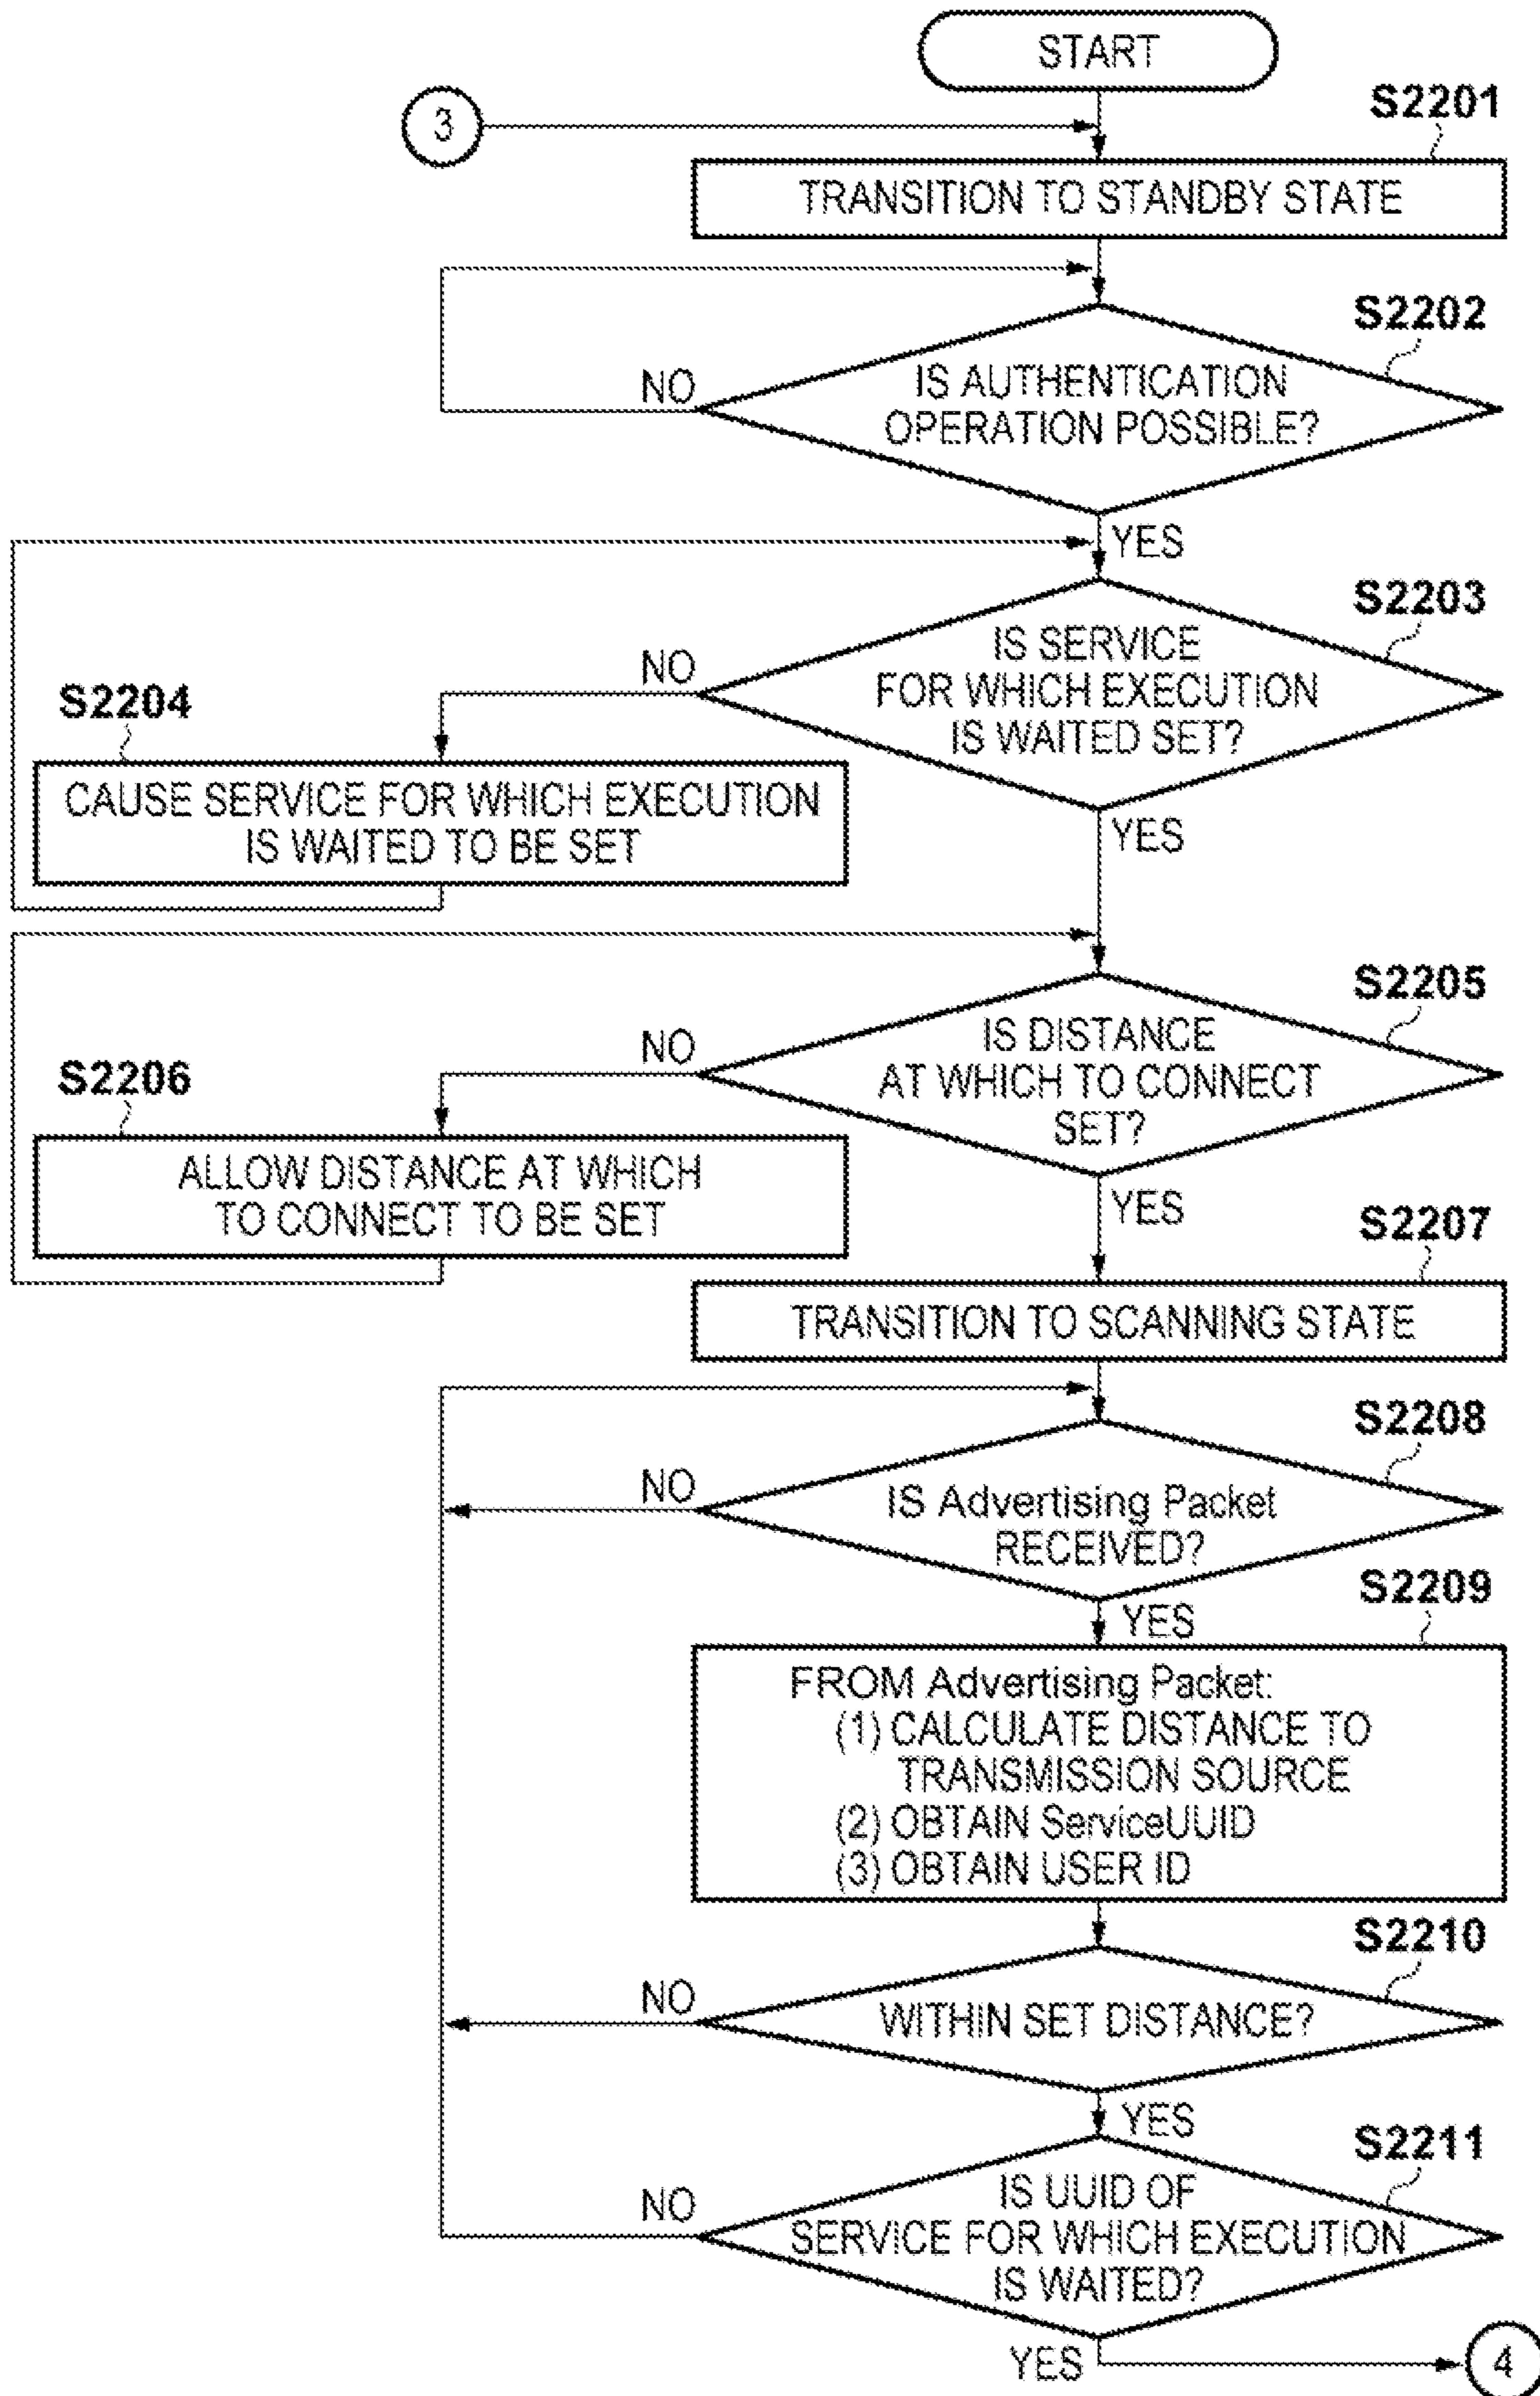 START
3
S2201
TRANSITION TO STANDBY STATE
S2202
IS AUTHENTICATION
OPERATION POSSIBLE?
NO
YES
S2203
IS SERVICE
FOR WHICH EXECUTION
IS WAITED SET?
NO
YES
S2204
CAUSE SERVICE FOR WHICH EXECUTION
IS WAITED TO BE SET
S2205
IS DISTANCE
AT WHICH TO CONNECT
SET?
NO
YES
S2206
ALLOW DISTANCE AT WHICH
TO CONNECT TO BE SET
S2207
TRANSITION TO SCANNING STATE
S2208
IS Advertising Packet
RECEIVED?
NO
YES
S2209
FROM Advertising Packet:
(1) CALCULATE DISTANCE TO
TRANSMISSION SOURCE
(2) OBTAIN ServiceUUID
(3) OBTAIN USER ID
S2210
WITHIN SET DISTANCE?
NO
YES
S2211
IS UUID OF
SERVICE FOR WHICH EXECUTION
IS WAITED?
NO
YES
4